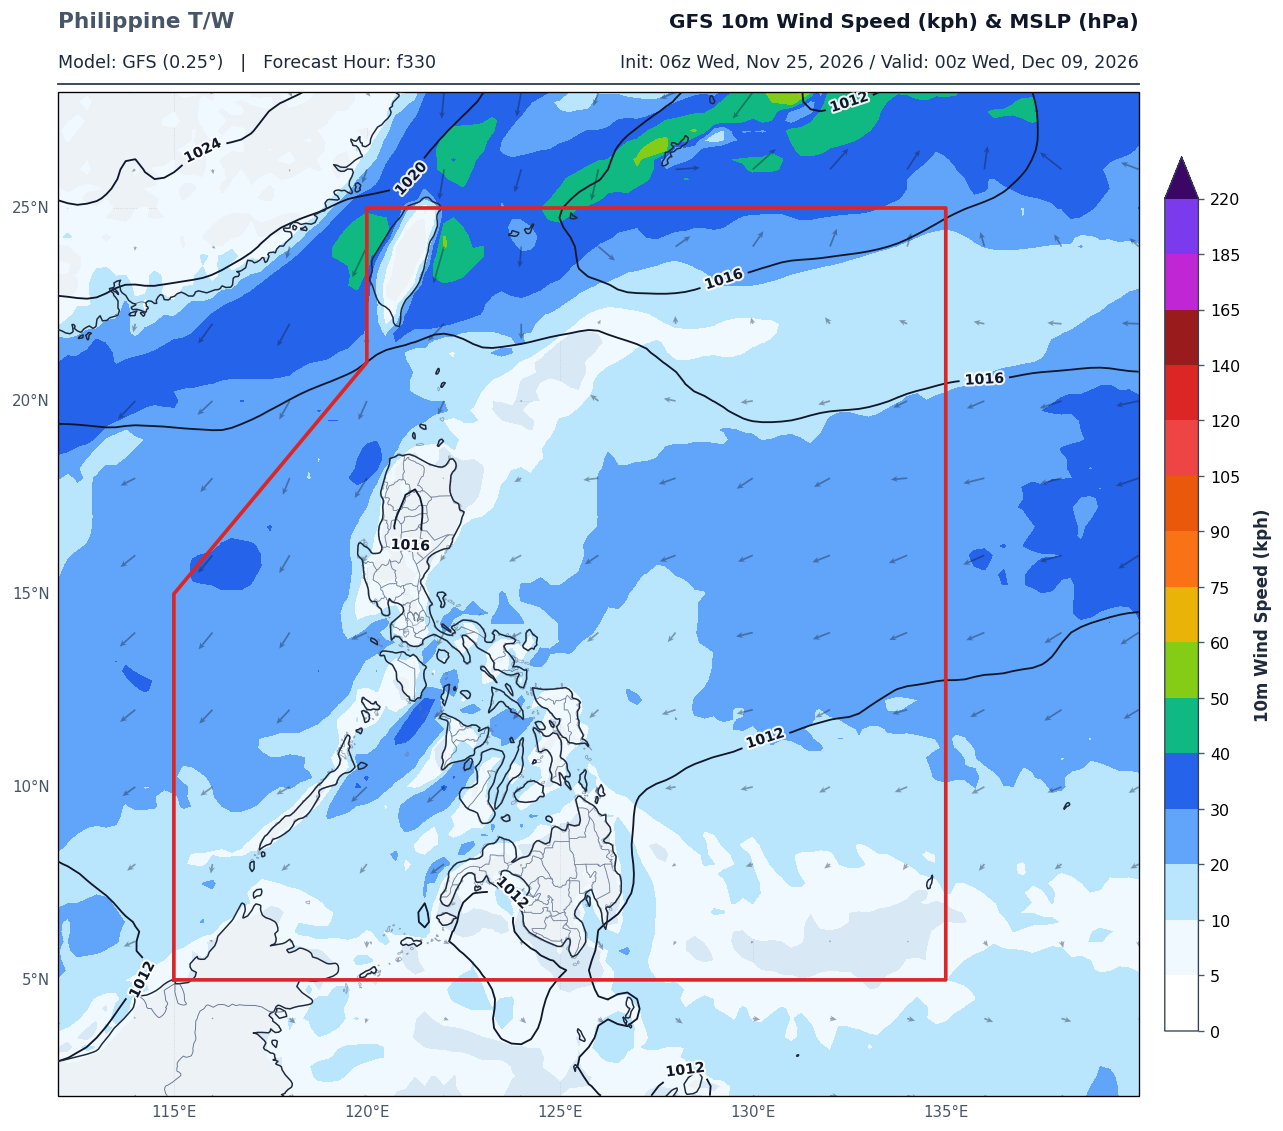 Philippine T/W
GFS 10m Wind Speed (kph) & MSLP (hPa)
Model: GFS (0.25°)   |   Forecast Hour: f330
Init: 06z Wed, Nov 25, 2026 / Valid: 00z Wed, Dec 09, 2026
1012
1024
1020
25°N
1016
1016
20°N
1016
15°N
1012
10°N
1012
1012
5°N
1012
115°E
120°E
125°E
130°E
135°E
220
185
165
140
120
105
90
75
60
50
40
30
20
10
5
0
10m Wind Speed (kph)